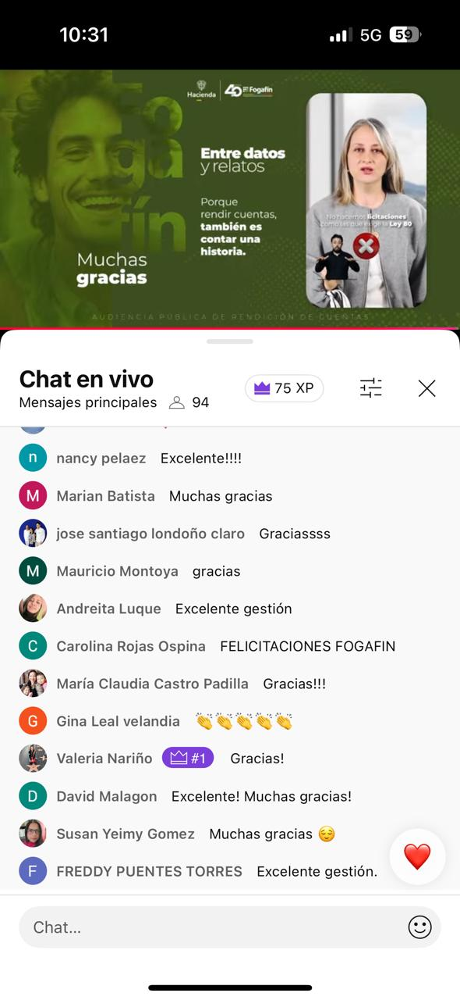 10:31
5G
59
Hacienda
40 Fogafín
Fo
ga
fín
Entre datos
y relatos
Porque
rendir cuentas,
también es
contar una
historia.
No hacemos licitaciones
como las que exige la Ley 80
Muchas
gracias
AUDIENCIA PÚBLICA DE RENDICIÓN DE CUENTAS
Chat en vivo
75 XP
Mensajes principales 94
n nancy pelaez Excelente!!!!
M Marian Batista Muchas gracias
jose santiago londoño claro Graciassss
M Mauricio Montoya gracias
Andreita Luque Excelente gestión
C Carolina Rojas Ospina FELICITACIONES FOGAFIN
María Claudia Castro Padilla Gracias!!!
G Gina Leal velandia 👏👏👏👏👏
Valeria Nariño #1 Gracias!
D David Malagon Excelente! Muchas gracias!
Susan Yeimy Gomez Muchas gracias 😌
F FREDDY PUENTES TORRES Excelente gestión.
Chat...